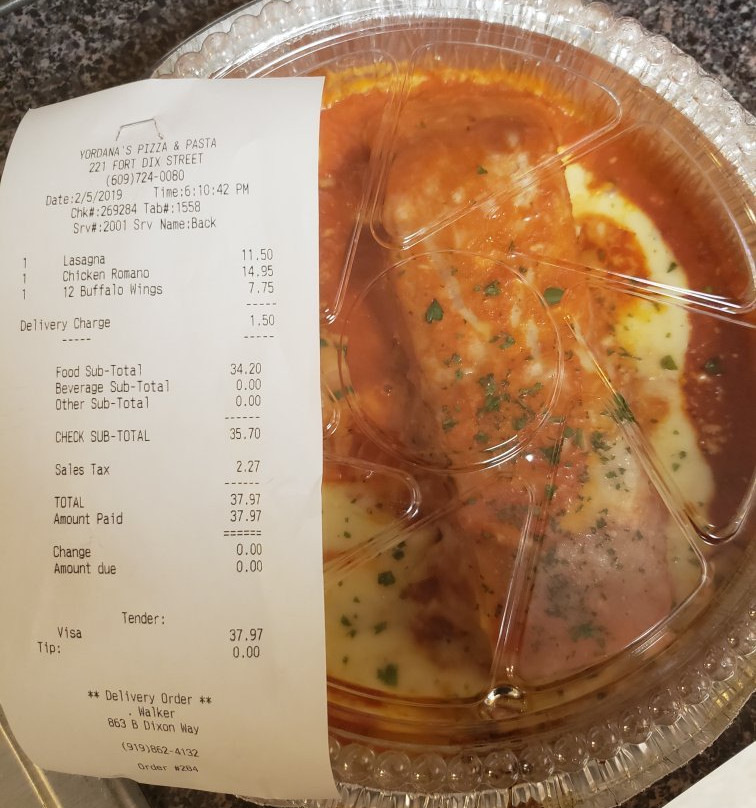 YORDANA'S PIZZA & PASTA
221 FORT DIX STREET
(609)724-0080
Date:2/5/2019 Time:6:10:42 PM
Chk#:269284 Tab#:1558
Srv#:2001 Srv Name:Back
1 Lasagna 11.50
1 Chicken Romano 14.95
1 12 Buffalo Wings 7.75
-----
Delivery Charge 1.50
----- -----
Food Sub-Total 34.20
Beverage Sub-Total 0.00
Other Sub-Total 0.00
------
CHECK SUB-TOTAL 35.70
Sales Tax 2.27
------
TOTAL 37.97
Amount Paid 37.97
======
Change 0.00
Amount due 0.00
Tender:
Visa 37.97
Tip: 0.00
** Delivery Order **
. Walker
863 B Dixon Way
(919)862-4132
Order #204